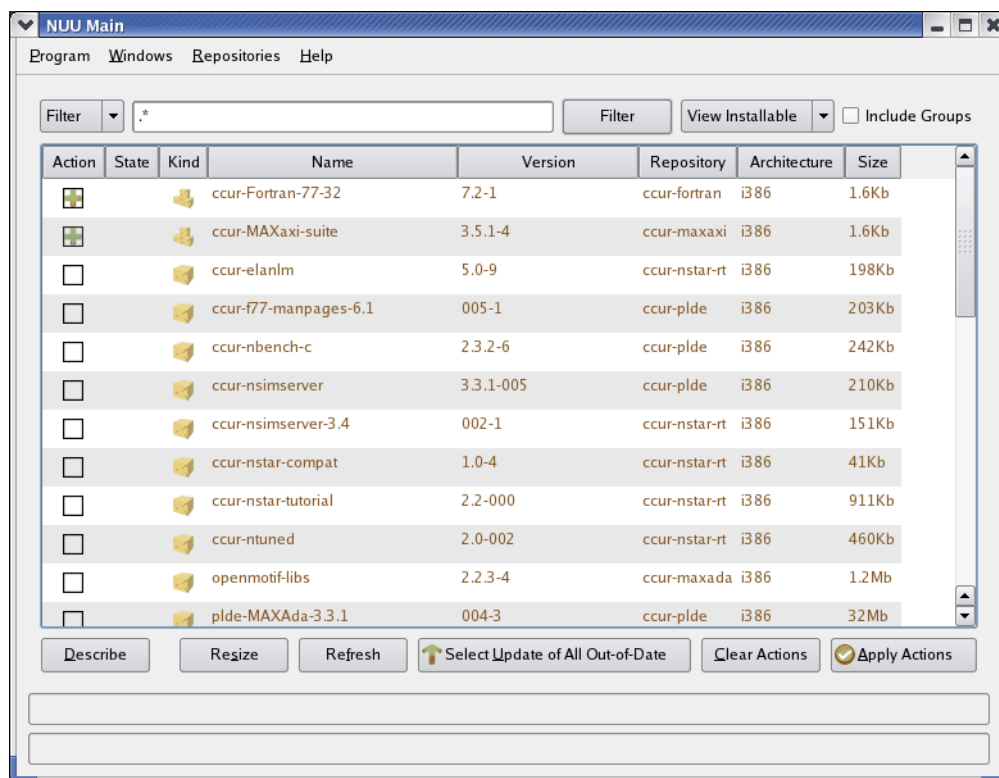 NUU Main
Program Windows Repositories Help
Filter .* Filter View Installable Include Groups
Action State Kind Name Version Repository Architecture Size
ccur-Fortran-77-32 7.2-1 ccur-fortran i386 1.6Kb
ccur-MAXaxi-suite 3.5.1-4 ccur-maxaxi i386 1.6Kb
ccur-elanlm 5.0-9 ccur-nstar-rt i386 198Kb
ccur-f77-manpages-6.1 005-1 ccur-plde i386 203Kb
ccur-nbench-c 2.3.2-6 ccur-plde i386 242Kb
ccur-nsimserver 3.3.1-005 ccur-plde i386 210Kb
ccur-nsimserver-3.4 002-1 ccur-nstar-rt i386 151Kb
ccur-nstar-compat 1.0-4 ccur-nstar-rt i386 41Kb
ccur-nstar-tutorial 2.2-000 ccur-nstar-rt i386 911Kb
ccur-ntuned 2.0-002 ccur-nstar-rt i386 460Kb
openmotif-libs 2.2.3-4 ccur-maxada i386 1.2Mb
plde-MAXAda-3.3.1 004-3 ccur-plde i386 32Mb
Describe Resize Refresh Select Update of All Out-of-Date Clear Actions Apply Actions